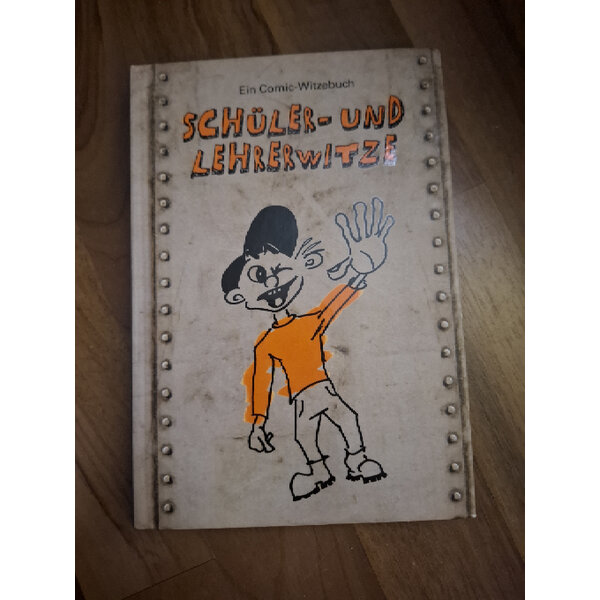 Ein Comic-Witzebuch
SCHÜLER- UND
LEHRERWITZE